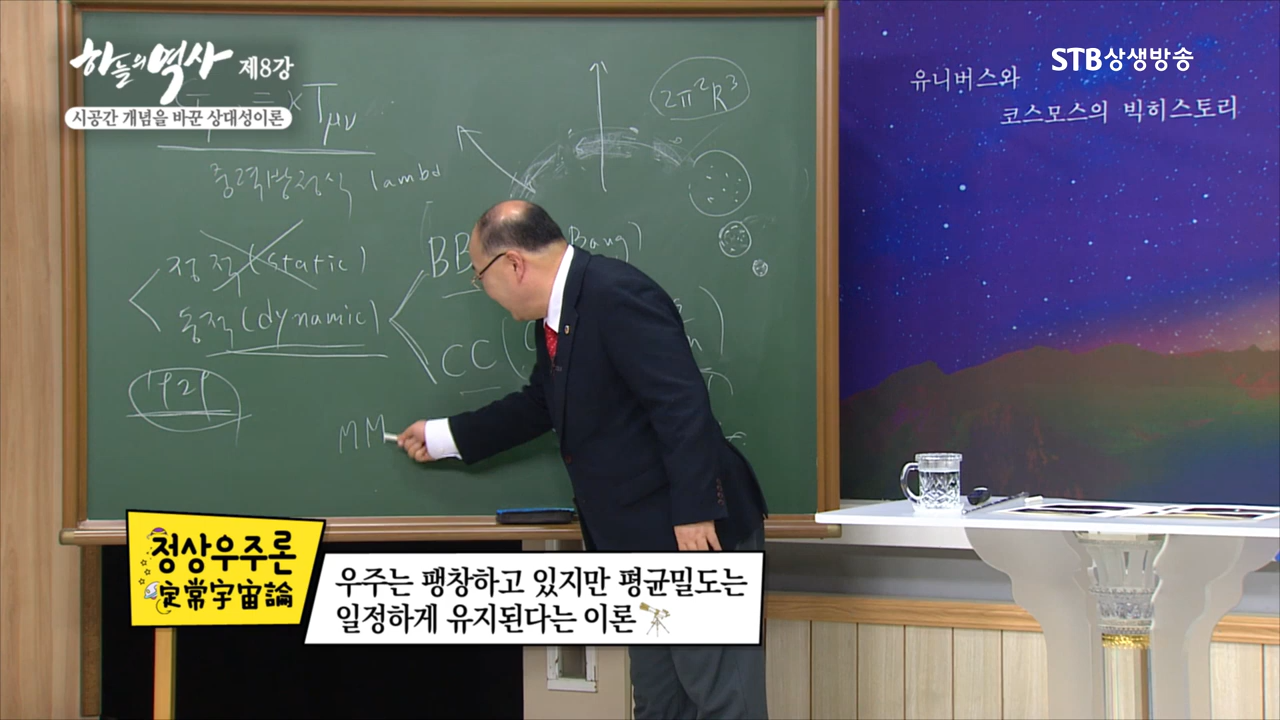 하늘의 역사 제8강
시공간 개념을 바꾼 상대성이론
STB상생방송
유니버스와
코스모스의 빅히스토리
= κ T μν
중력방정식 lambd
2π²R³
정적 (static)
동적 (dynamic)
BB Bang)
CC (
우리
MM
정상우주론
定常宇宙論
우주는 팽창하고 있지만 평균밀도는
일정하게 유지된다는 이론